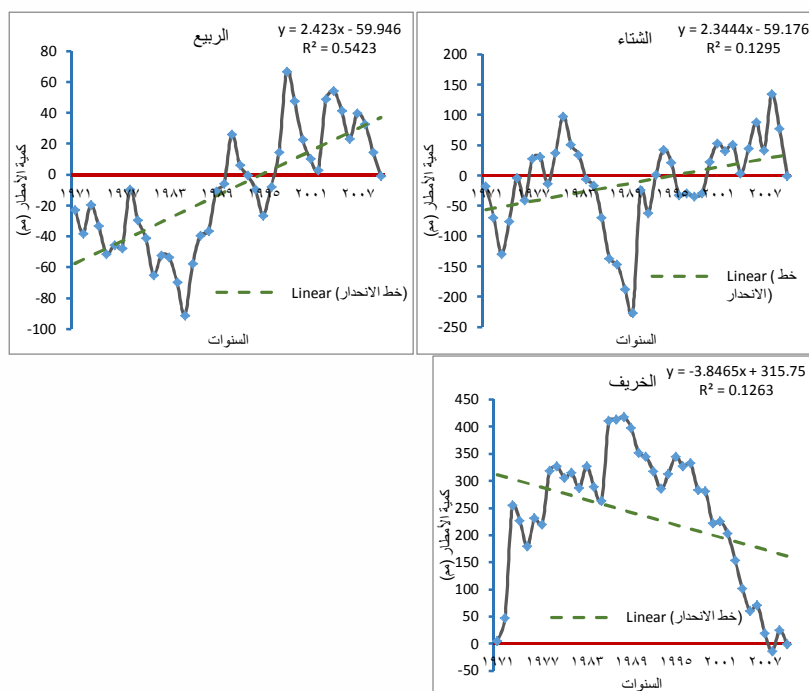 الربيع
y = 2.423x - 59.946
R² = 0.5423
80
60
40
20
0
-20
-40
-60
-80
-100
١٩٧١ ١٩٧٧ ١٩٨٣ ١٩٨٩ ١٩٩٥ ٢٠٠١ ٢٠٠٧
كمية الأمطار (مم)
Linear (خط الانحدار)
السنوات
الشتاء
y = 2.3444x - 59.176
R² = 0.1295
200
150
100
50
0
-50
-100
-150
-200
-250
١٩٧١ ١٩٧٧ ١٩٨٣ ١٩٨٩ ١٩٩٥ ٢٠٠١ ٢٠٠٧
كمية الأمطار (مم)
Linear (خط
الانحدار)
السنوات
الخريف
y = -3.8465x + 315.75
R² = 0.1263
450
400
350
300
250
200
150
100
50
0
-50
١٩٧١ ١٩٧٧ ١٩٨٣ ١٩٨٩ ١٩٩٥ ٢٠٠١ ٢٠٠٧
كمية الأمطار (مم)
Linear (خط الانحدار)
السنوات